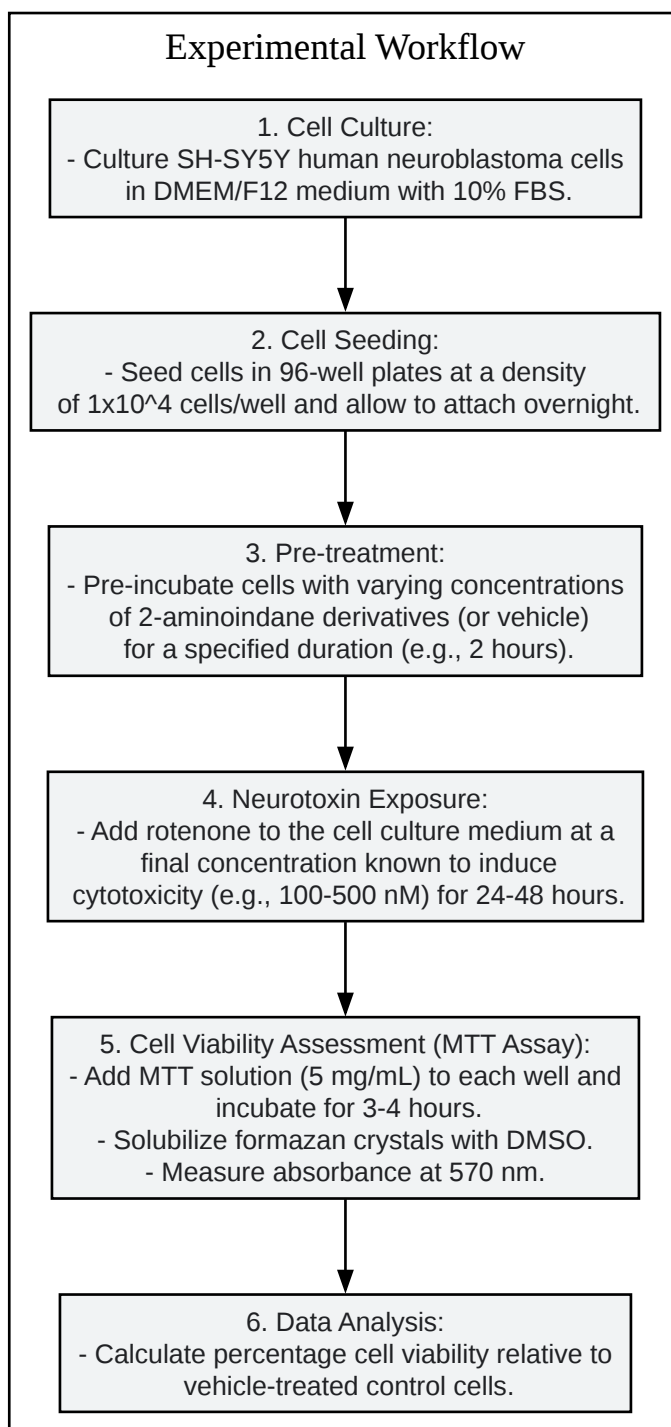 Experimental Workflow
1. Cell Culture:
- Culture SH-SY5Y human neuroblastoma cells
in DMEM/F12 medium with 10% FBS.
2. Cell Seeding:
- Seed cells in 96-well plates at a density
of 1x10^4 cells/well and allow to attach overnight.
3. Pre-treatment:
- Pre-incubate cells with varying concentrations
of 2-aminoindane derivatives (or vehicle)
for a specified duration (e.g., 2 hours).
4. Neurotoxin Exposure:
- Add rotenone to the cell culture medium at a
final concentration known to induce
cytotoxicity (e.g., 100-500 nM) for 24-48 hours.
5. Cell Viability Assessment (MTT Assay):
- Add MTT solution (5 mg/mL) to each well and
incubate for 3-4 hours.
- Solubilize formazan crystals with DMSO.
- Measure absorbance at 570 nm.
6. Data Analysis:
- Calculate percentage cell viability relative to
vehicle-treated control cells.